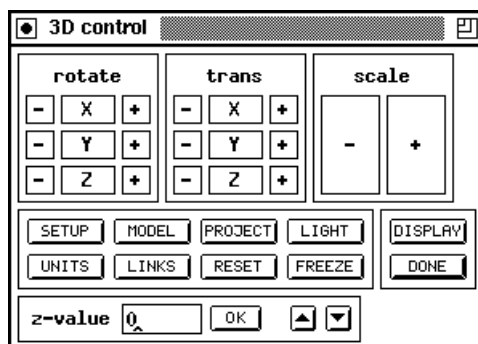 3D control
rotate trans scale
- X + - X + - +
- Y + - Y +
- Z + - Z +
SETUP MODEL PROJECT LIGHT DISPLAY
UNITS LINKS RESET FREEZE DONE
z-value 0 OK